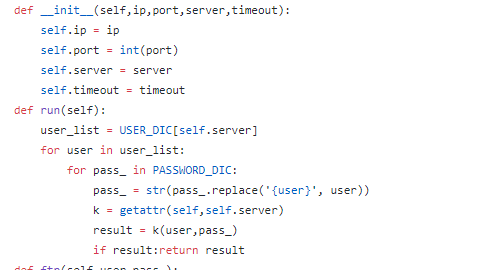 def __init__(self,ip,port,server,timeout):
self.ip = ip
self.port = int(port)
self.server = server
self.timeout = timeout
def run(self):
user_list = USER_DIC[self.server]
for user in user_list:
for pass_ in PASSWORD_DIC:
pass_ = str(pass_.replace('{user}', user))
k = getattr(self,self.server)
result = k(user,pass_)
if result:return result
def ftp(self,user,pass_):